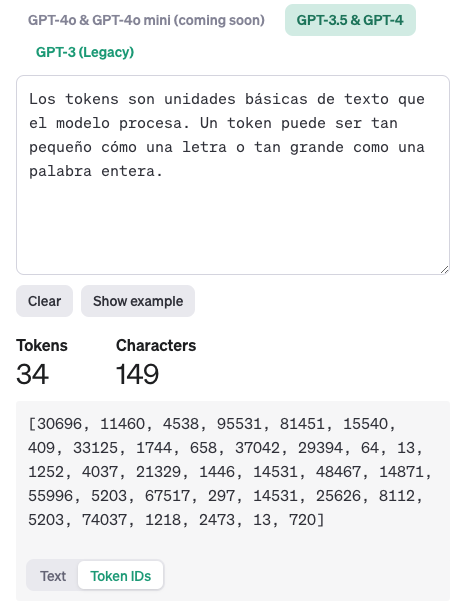 GPT-4o & GPT-4o mini (coming soon) GPT-3.5 & GPT-4
GPT-3 (Legacy)
Los tokens son unidades básicas de texto que
el modelo procesa. Un token puede ser tan
pequeño cómo una letra o tan grande como una
palabra entera.
Clear Show example
Tokens Characters
34 149
[30696, 11460, 4538, 95531, 81451, 15540,
409, 33125, 1744, 658, 37042, 29394, 64, 13,
1252, 4037, 21329, 1446, 14531, 48467, 14871,
55996, 5203, 67517, 297, 14531, 25626, 8112,
5203, 74037, 1218, 2473, 13, 720]
Text Token IDs